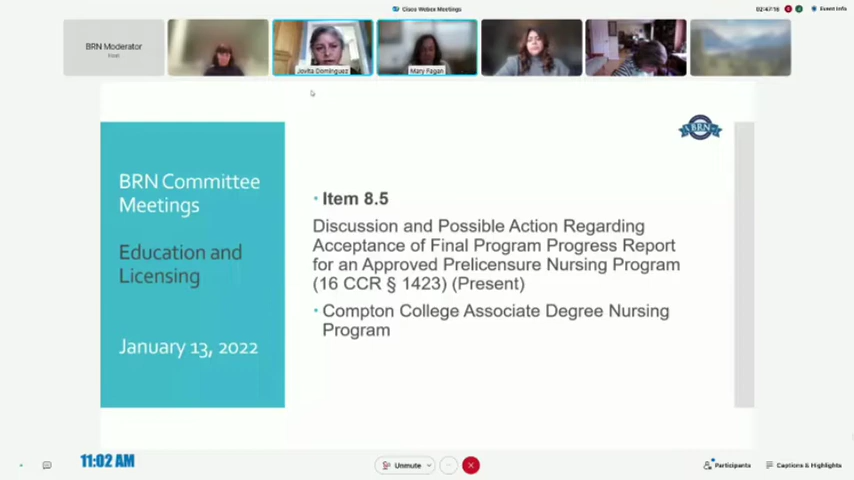 Cisco Webex Meetings
02:47:16
Event Info
BRN Moderator
Host
Jovita Dominguez
Mary Fagan
BRN
BRN Committee
Meetings
Education and
Licensing
January 13, 2022
• Item 8.5
Discussion and Possible Action Regarding
Acceptance of Final Program Progress Report
for an Approved Prelicensure Nursing Program
(16 CCR § 1423) (Present)
• Compton College Associate Degree Nursing
Program
11:02 AM
Unmute
Participants
Captions & Highlights